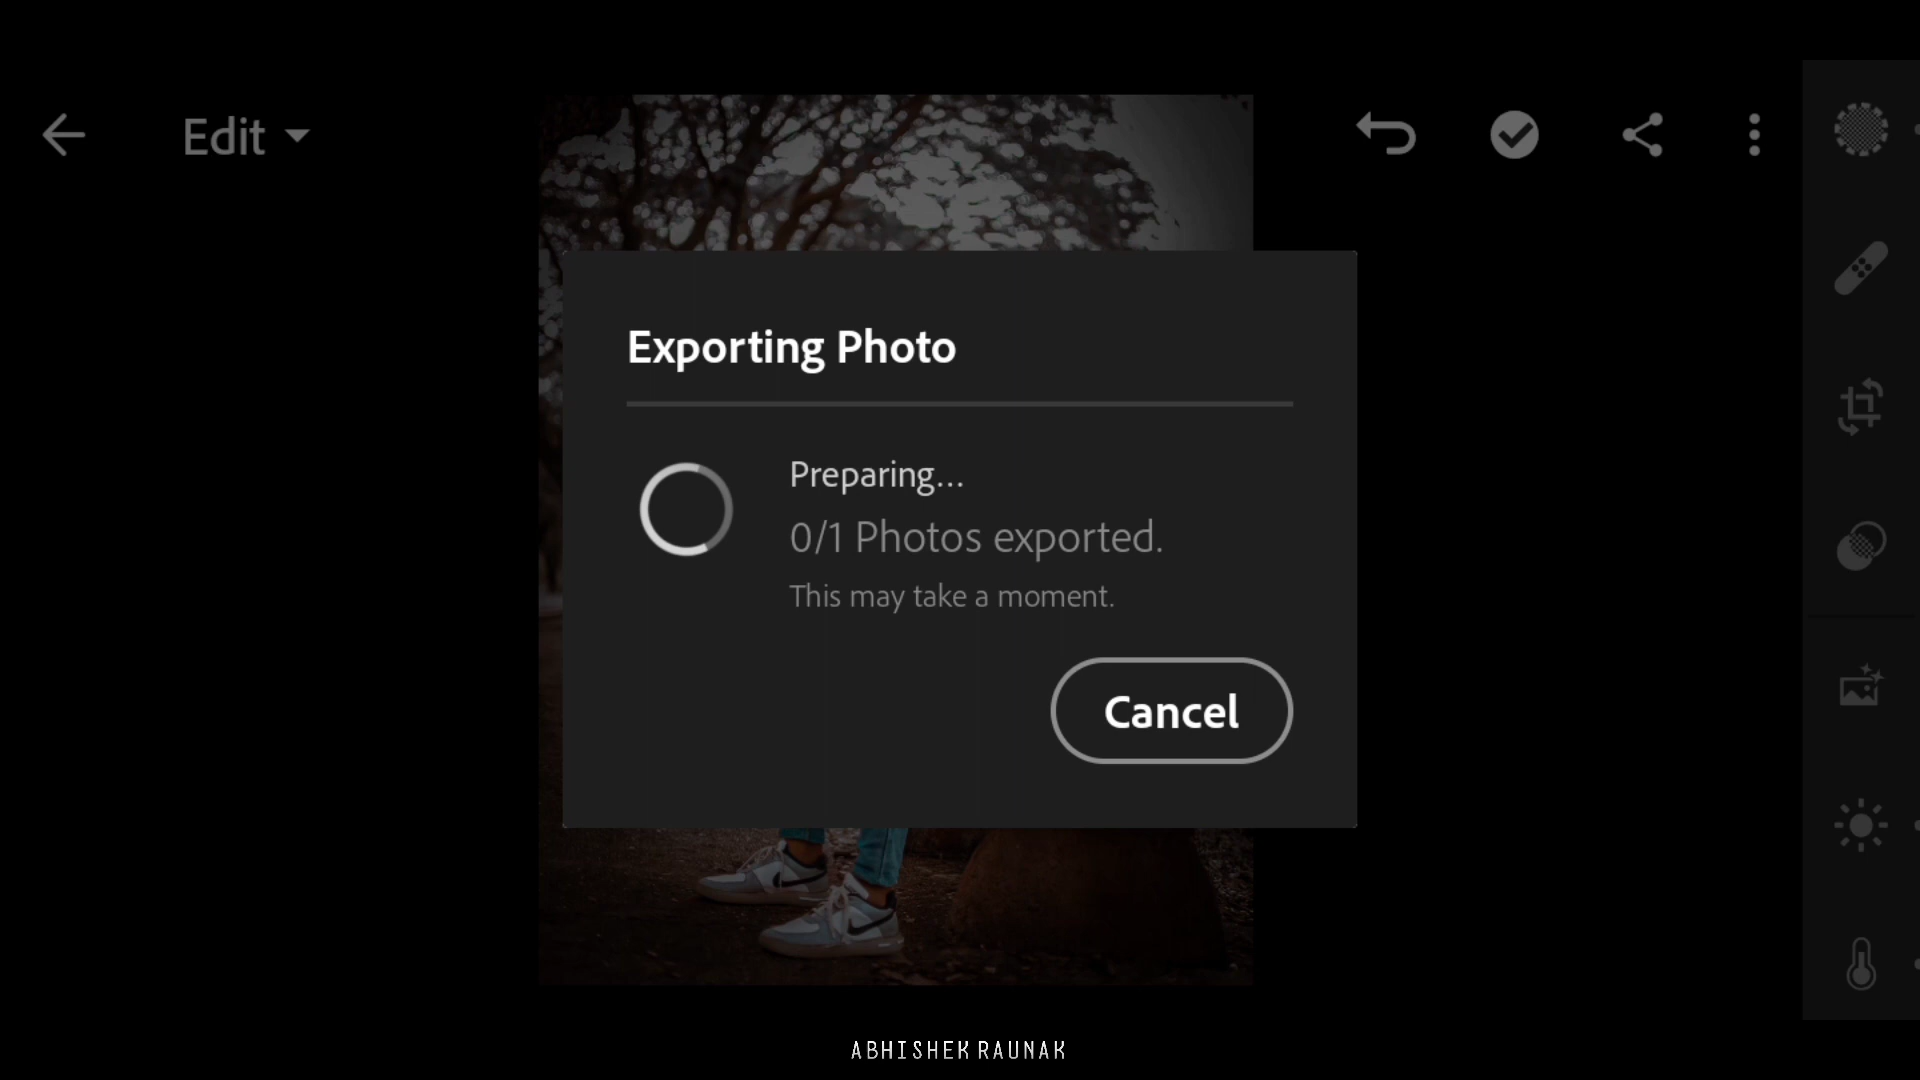 Edit
Exporting Photo
Preparing...
0/1 Photos exported.
This may take a moment.
Cancel
ABHISHEK RAUNAK